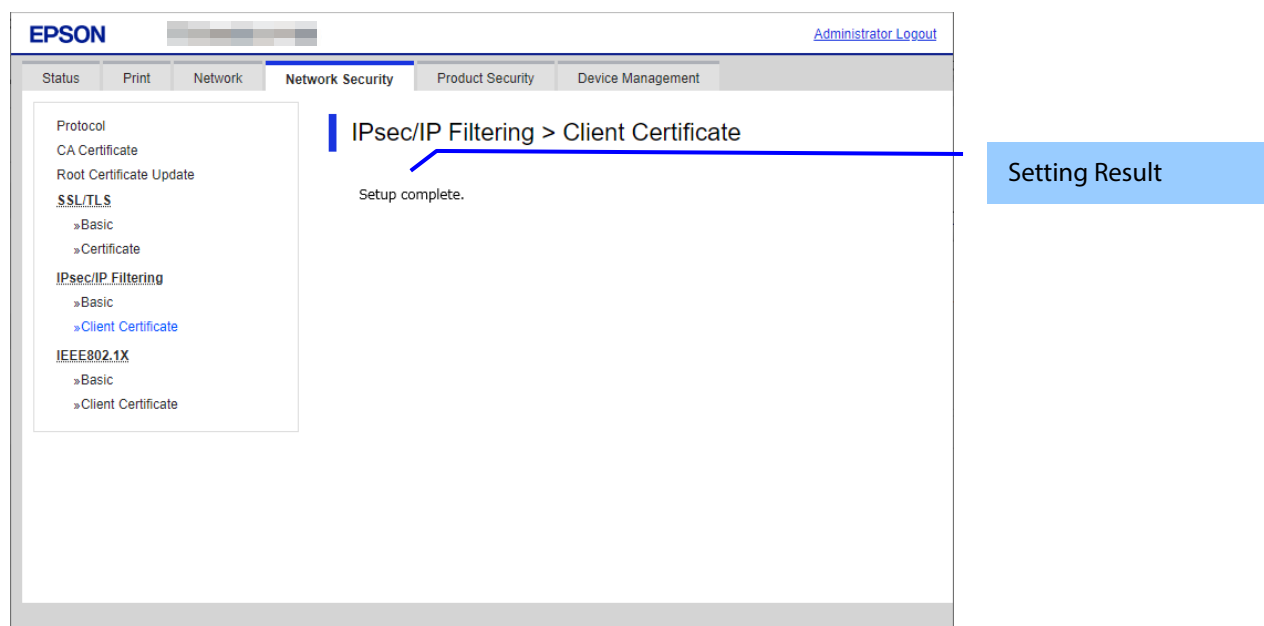 EPSON
Administrator Logout
Status Print Network Network Security Product Security Device Management
Protocol
CA Certificate
Root Certificate Update
SSL/TLS
»Basic
»Certificate
IPsec/IP Filtering
»Basic
»Client Certificate
IEEE802.1X
»Basic
»Client Certificate
IPsec/IP Filtering > Client Certificate
Setup complete.
Setting Result